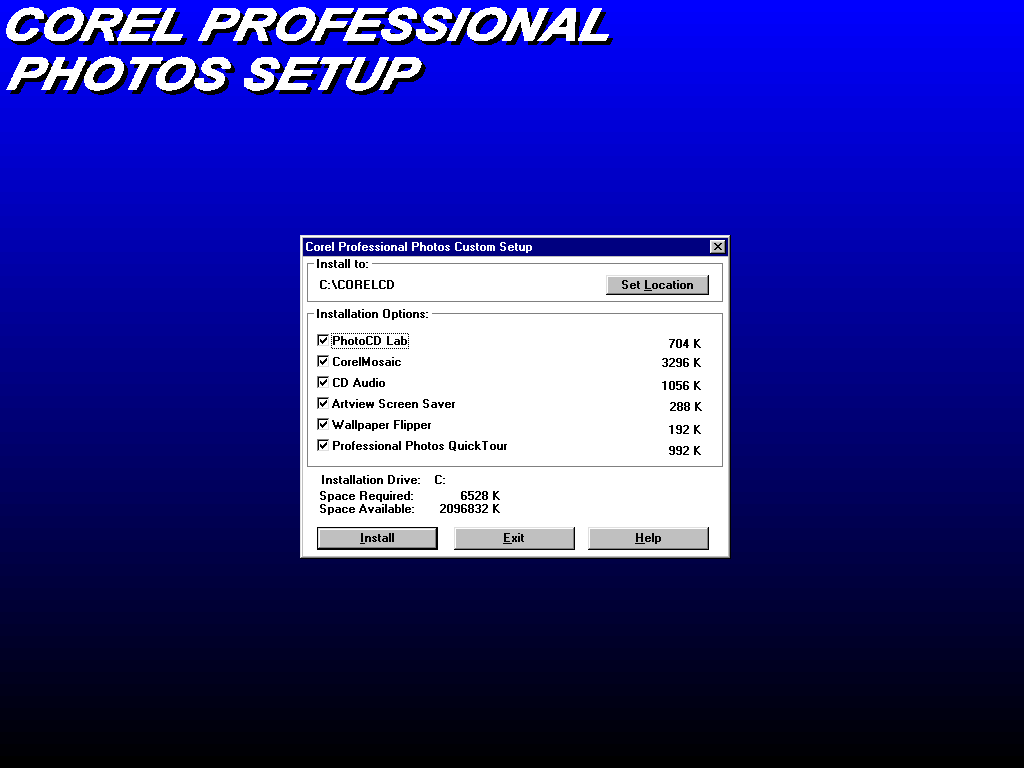 COREL PROFESSIONAL
PHOTOS SETUP
Corel Professional Photos Custom Setup
Install to:
C:\CORELCD
Set Location
Installation Options:
PhotoCD Lab 704 K
CorelMosaic 3296 K
CD Audio 1056 K
Artview Screen Saver 288 K
Wallpaper Flipper 192 K
Professional Photos QuickTour 992 K
Installation Drive: C:
Space Required: 6528 K
Space Available: 2096832 K
Install Exit Help